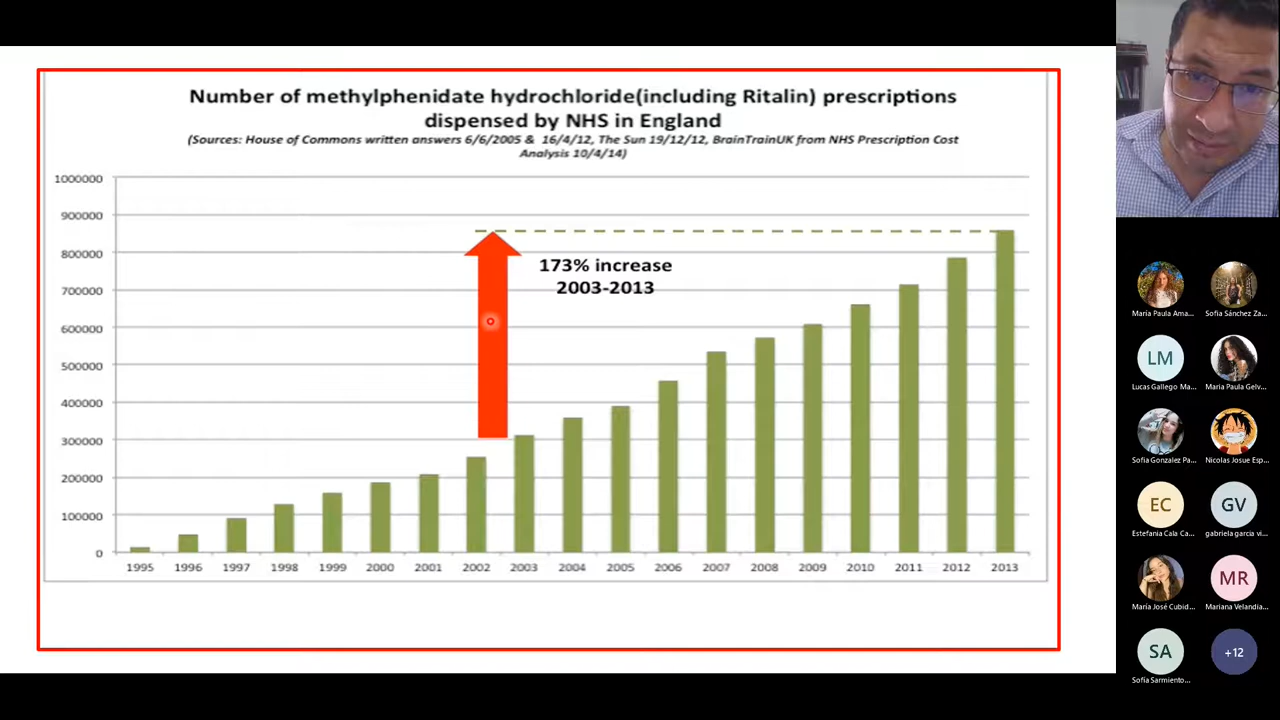 Number of methylphenidate hydrochloride(including Ritalin) prescriptions
dispensed by NHS in England
(Sources: House of Commons written answers 6/6/2005 & 16/4/12, The Sun 19/12/12, BrainTrainUK from NHS Prescription Cost
Analysis 10/4/14)
1000000
900000
800000
700000
600000
500000
400000
300000
200000
100000
0
173% increase
2003-2013
1995 1996 1997 1998 1999 2000 2001 2002 2003 2004 2005 2006 2007 2008 2009 2010 2011 2012 2013
María Paula Ama... Sofía Sánchez Za...
LM
Lucas Gallego Ma... Maria Paula Gelv...
Sofia Gonzalez Pa... Nicolas Josue Esp...
EC GV
Estefania Cala Ca... gabriela garcia vi...
MR
María José Cubid... Mariana Velandia...
SA +12
Sofía Sarmiento...